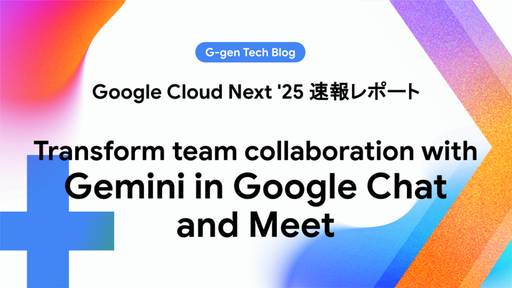 G-gen Tech Blog
Google Cloud Next '25 速報レポート
Transform team collaboration with
Gemini in Google Chat
and Meet